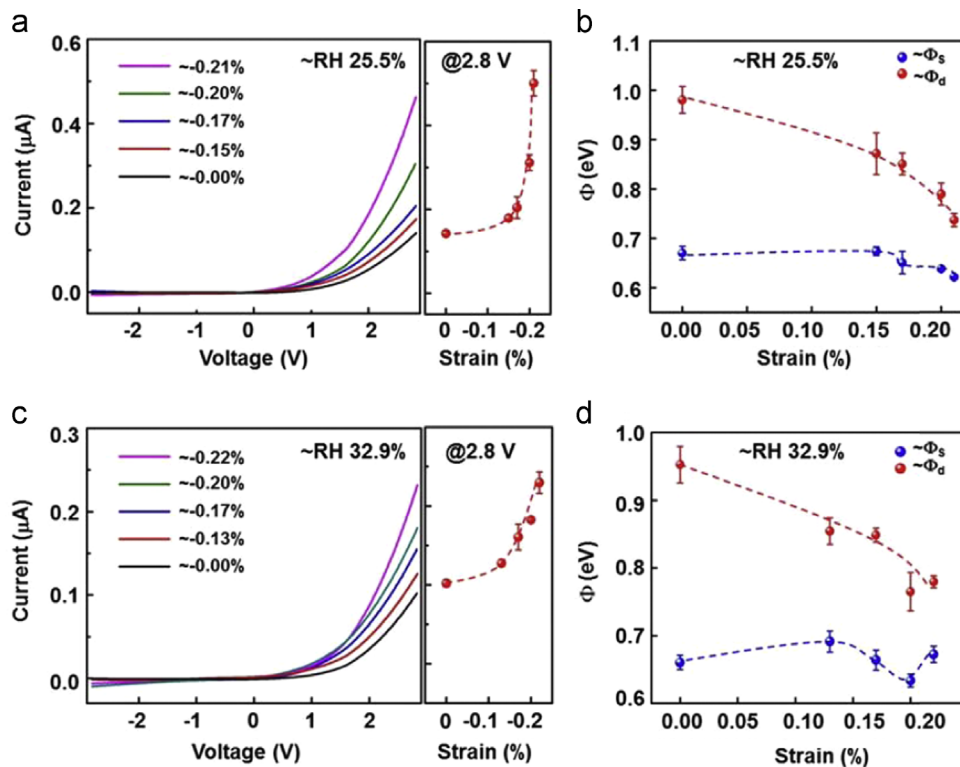 a
~RH 25.5%
@2.8 V
~-0.21%
~-0.20%
~-0.17%
~-0.15%
~-0.00%
Current (μA)
0.6
0.4
0.2
0.0
-2 -1 0 1 2
Voltage (V)
0 -0.1 -0.2
Strain (%)
b
~RH 25.5%
~Φs
~Φd
Φ (eV)
1.1
1.0
0.9
0.8
0.7
0.6
0.00 0.05 0.10 0.15 0.20
Strain (%)
c
~RH 32.9%
@2.8 V
~-0.22%
~-0.20%
~-0.17%
~-0.13%
~-0.00%
Current (μA)
0.3
0.2
0.1
0.0
-2 -1 0 1 2
Voltage (V)
0 -0.1 -0.2
Strain (%)
d
~RH 32.9%
~Φs
~Φd
Φ (eV)
1.0
0.9
0.8
0.7
0.6
0.00 0.05 0.10 0.15 0.20
Strain (%)